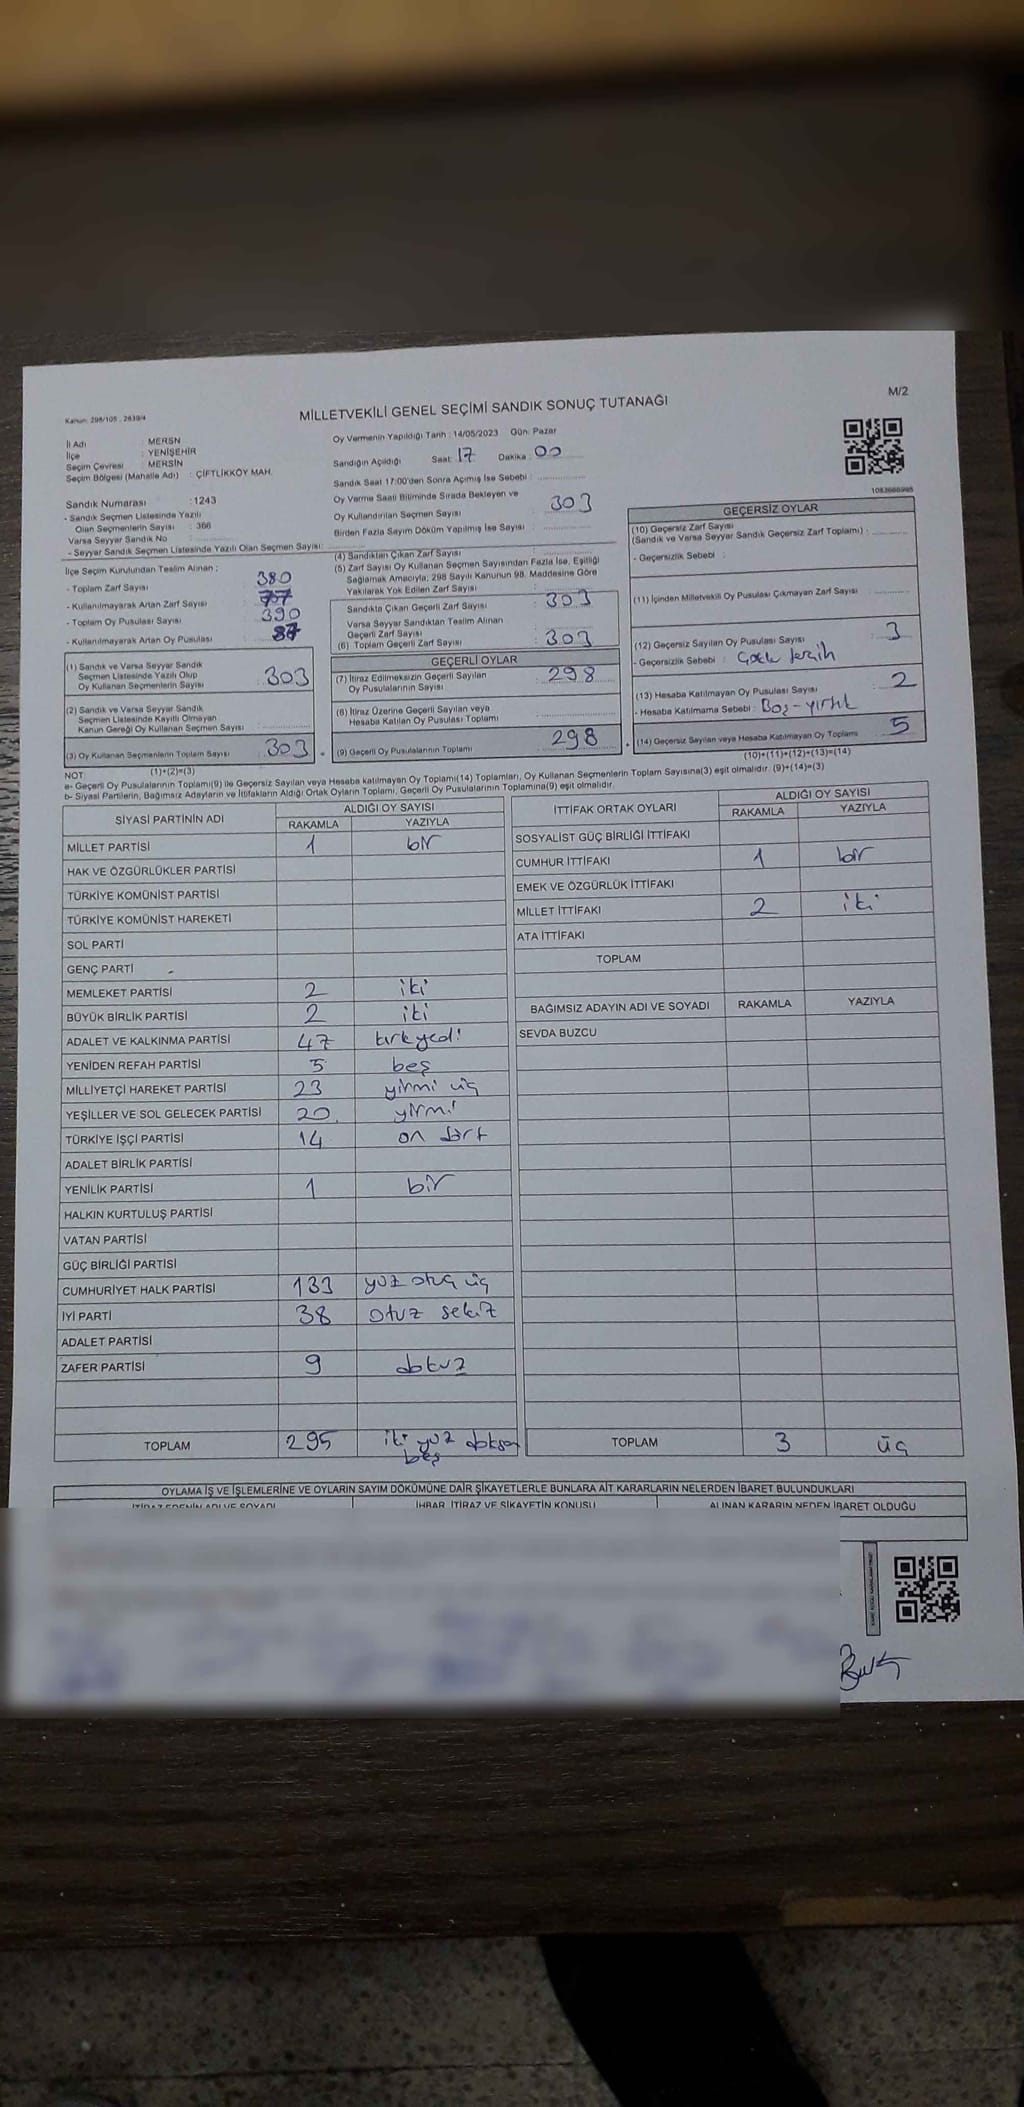 Kanun: 298/105 , 2839/4
MİLLETVEKİLİ GENEL SEÇİMİ SANDIK SONUÇ TUTANAĞI
M/2
İl Adı : MERSN
İlçe : YENİŞEHİR
Seçim Çevresi : MERSİN
Seçim Bölgesi (Mahalle Adı) : ÇİFTLİKKÖY MAH.
Sandık Numarası :1243
- Sandık Seçmen Listesinde Yazılı
Olan Seçmenlerin Sayısı : 366
Varsa Seyyar Sandık No :
- Seyyar Sandık Seçmen Listesinde Yazılı Olan Seçmen Sayısı:
Oy Vermenin Yapıldığı Tarih : 14/05/2023 Gün: Pazar
Sandığın Açıldığı Saat: 17 Dakika : 00
Sandık Saat 17:00'den Sonra Açımış İse Sebebi :
Oy Verme Saati Bitiminde Sırada Bekleyen ve
Oy Kullandırılan Seçmen Sayısı : 303
Birden Fazla Sayım Döküm Yapılmış İse Sayısı :
İlçe Seçim Kurulundan Teslim Alınan ;
- Toplam Zarf Sayısı : 380
- Kullanılmayarak Artan Zarf Sayısı : 77
- Toplam Oy Pusulası Sayısı : 390
- Kullanılmayarak Artan Oy Pusulası : 87
(1) Sandık ve Varsa Seyyar Sandık
Seçmen Listesinde Yazılı Olup
Oy Kullanan Seçmenlerin Sayısı : 303
(2) Sandık ve Varsa Seyyar Sandık
Seçmen Listesinde Kayıtlı Olmayan
Kanun Gereği Oy Kullanan Seçmen Sayısı :
(3) Oy Kullanan Seçmenlerin Toplam Sayısı : 303
(1)+(2)=(3)
(4) Sandıktan Çıkan Zarf Sayısı :
(5) Zarf Sayısı Oy Kullanan Seçmen Sayısından Fazla İse, Eşitliği
Sağlamak Amacıyla; 298 Sayılı Kanunun 98. Maddesine Göre
Yakılarak Yok Edilen Zarf Sayısı :
Sandıkta Çıkan Geçerli Zarf Sayısı : 303
Varsa Seyyar Sandıktan Teslim Alınan
Geçerli Zarf Sayısı :
(6) Toplam Geçerli Zarf Sayısı : 303
GEÇERLİ OYLAR
(7) İtiraz Edilmeksizin Geçerli Sayılan
Oy Pusulalarının Sayısı : 298
(8) İtiraz Üzerine Geçerli Sayılan veya
Hesaba Katılan Oy Pusulası Toplamı :
(9) Geçerli Oy Pusulalarının Toplamı : 298
1083666995
GEÇERSİZ OYLAR
(10) Geçersiz Zarf Sayısı
(Sandık ve Varsa Seyyar Sandık Geçersiz Zarf Toplamı) :
- Geçersizlik Sebebi :
(11) İçinden Milletvekili Oy Pusulası Çıkmayan Zarf Sayısı :
(12) Geçersiz Sayılan Oy Pusulası Sayısı : 3
- Geçersizlik Sebebi :
(13) Hesaba Katılmayan Oy Pusulası Sayısı : 2
- Hesaba Katılmama Sebebi : Boş-yırtık
(14) Geçersiz Sayılan veya Hesaba Katılmayan Oy Toplamı : 5
(10)+(11)+(12)+(13)=(14)
NOT
a- Geçerli Oy Pusulalarının Toplamı(9) ile Geçersiz Sayılan veya Hesaba katılmayan Oy Toplamı(14) Toplamları, Oy Kullanan Seçmenlerin Toplam Sayısına(3) eşit olmalıdır. (9)+(14)=(3)
b- Siyasi Partilerin, Bağımsız Adayların ve İttifakların Aldığı Ortak Oyların Toplamı, Geçerli Oy Pusulalarının Toplamına(9) eşit olmalıdır.
SİYASİ PARTİNİN ADI ALDIĞI OY SAYISI
RAKAMLA YAZIYLA
MİLLET PARTİSİ 1 bir
HAK VE ÖZGÜRLÜKLER PARTİSİ
TÜRKİYE KOMÜNİST PARTİSİ
TÜRKİYE KOMÜNİST HAREKETİ
SOL PARTİ
GENÇ PARTİ -
MEMLEKET PARTİSİ 2 iki
BÜYÜK BİRLİK PARTİSİ 2 iki
ADALET VE KALKINMA PARTİSİ 47 kırkyedi
YENİDEN REFAH PARTİSİ 5 beş
MİLLİYETÇİ HAREKET PARTİSİ 23 yirmi üç
YEŞİLLER VE SOL GELECEK PARTİSİ 20 yirmi
TÜRKİYE İŞÇİ PARTİSİ 14 on dört
ADALET BİRLİK PARTİSİ
YENİLİK PARTİSİ 1 bir
HALKIN KURTULUŞ PARTİSİ
VATAN PARTİSİ
GÜÇ BİRLİĞİ PARTİSİ
CUMHURİYET HALK PARTİSİ 133 yüz otuz üç
İYİ PARTİ 38 otuz sekiz
ADALET PARTİSİ
ZAFER PARTİSİ 9 dokuz
TOPLAM 295 iki yüz doksan
beş
İTTİFAK ORTAK OYLARI ALDIĞI OY SAYISI
RAKAMLA YAZIYLA
SOSYALİST GÜÇ BİRLİĞİ İTTİFAKI
CUMHUR İTTİFAKI 1 bir
EMEK VE ÖZGÜRLÜK İTTİFAKI
MİLLET İTTİFAKI 2 iki
ATA İTTİFAKI
TOPLAM
BAĞIMSIZ ADAYIN ADI VE SOYADI RAKAMLA YAZIYLA
SEVDA BUZCU
TOPLAM 3 üç
OYLAMA İŞ VE İŞLEMLERİNE VE OYLARIN SAYIM DÖKÜMÜNE DAİR ŞİKAYETLERLE BUNLARA AİT KARARLARIN NELERDEN İBARET BULUNDUKLARI
İTİRAZ EDENİN ADI VE SOYADI İHBAR, İTİRAZ VE ŞİKAYETİN KONUSU ALINAN KARARIN NEDEN İBARET OLDUĞU